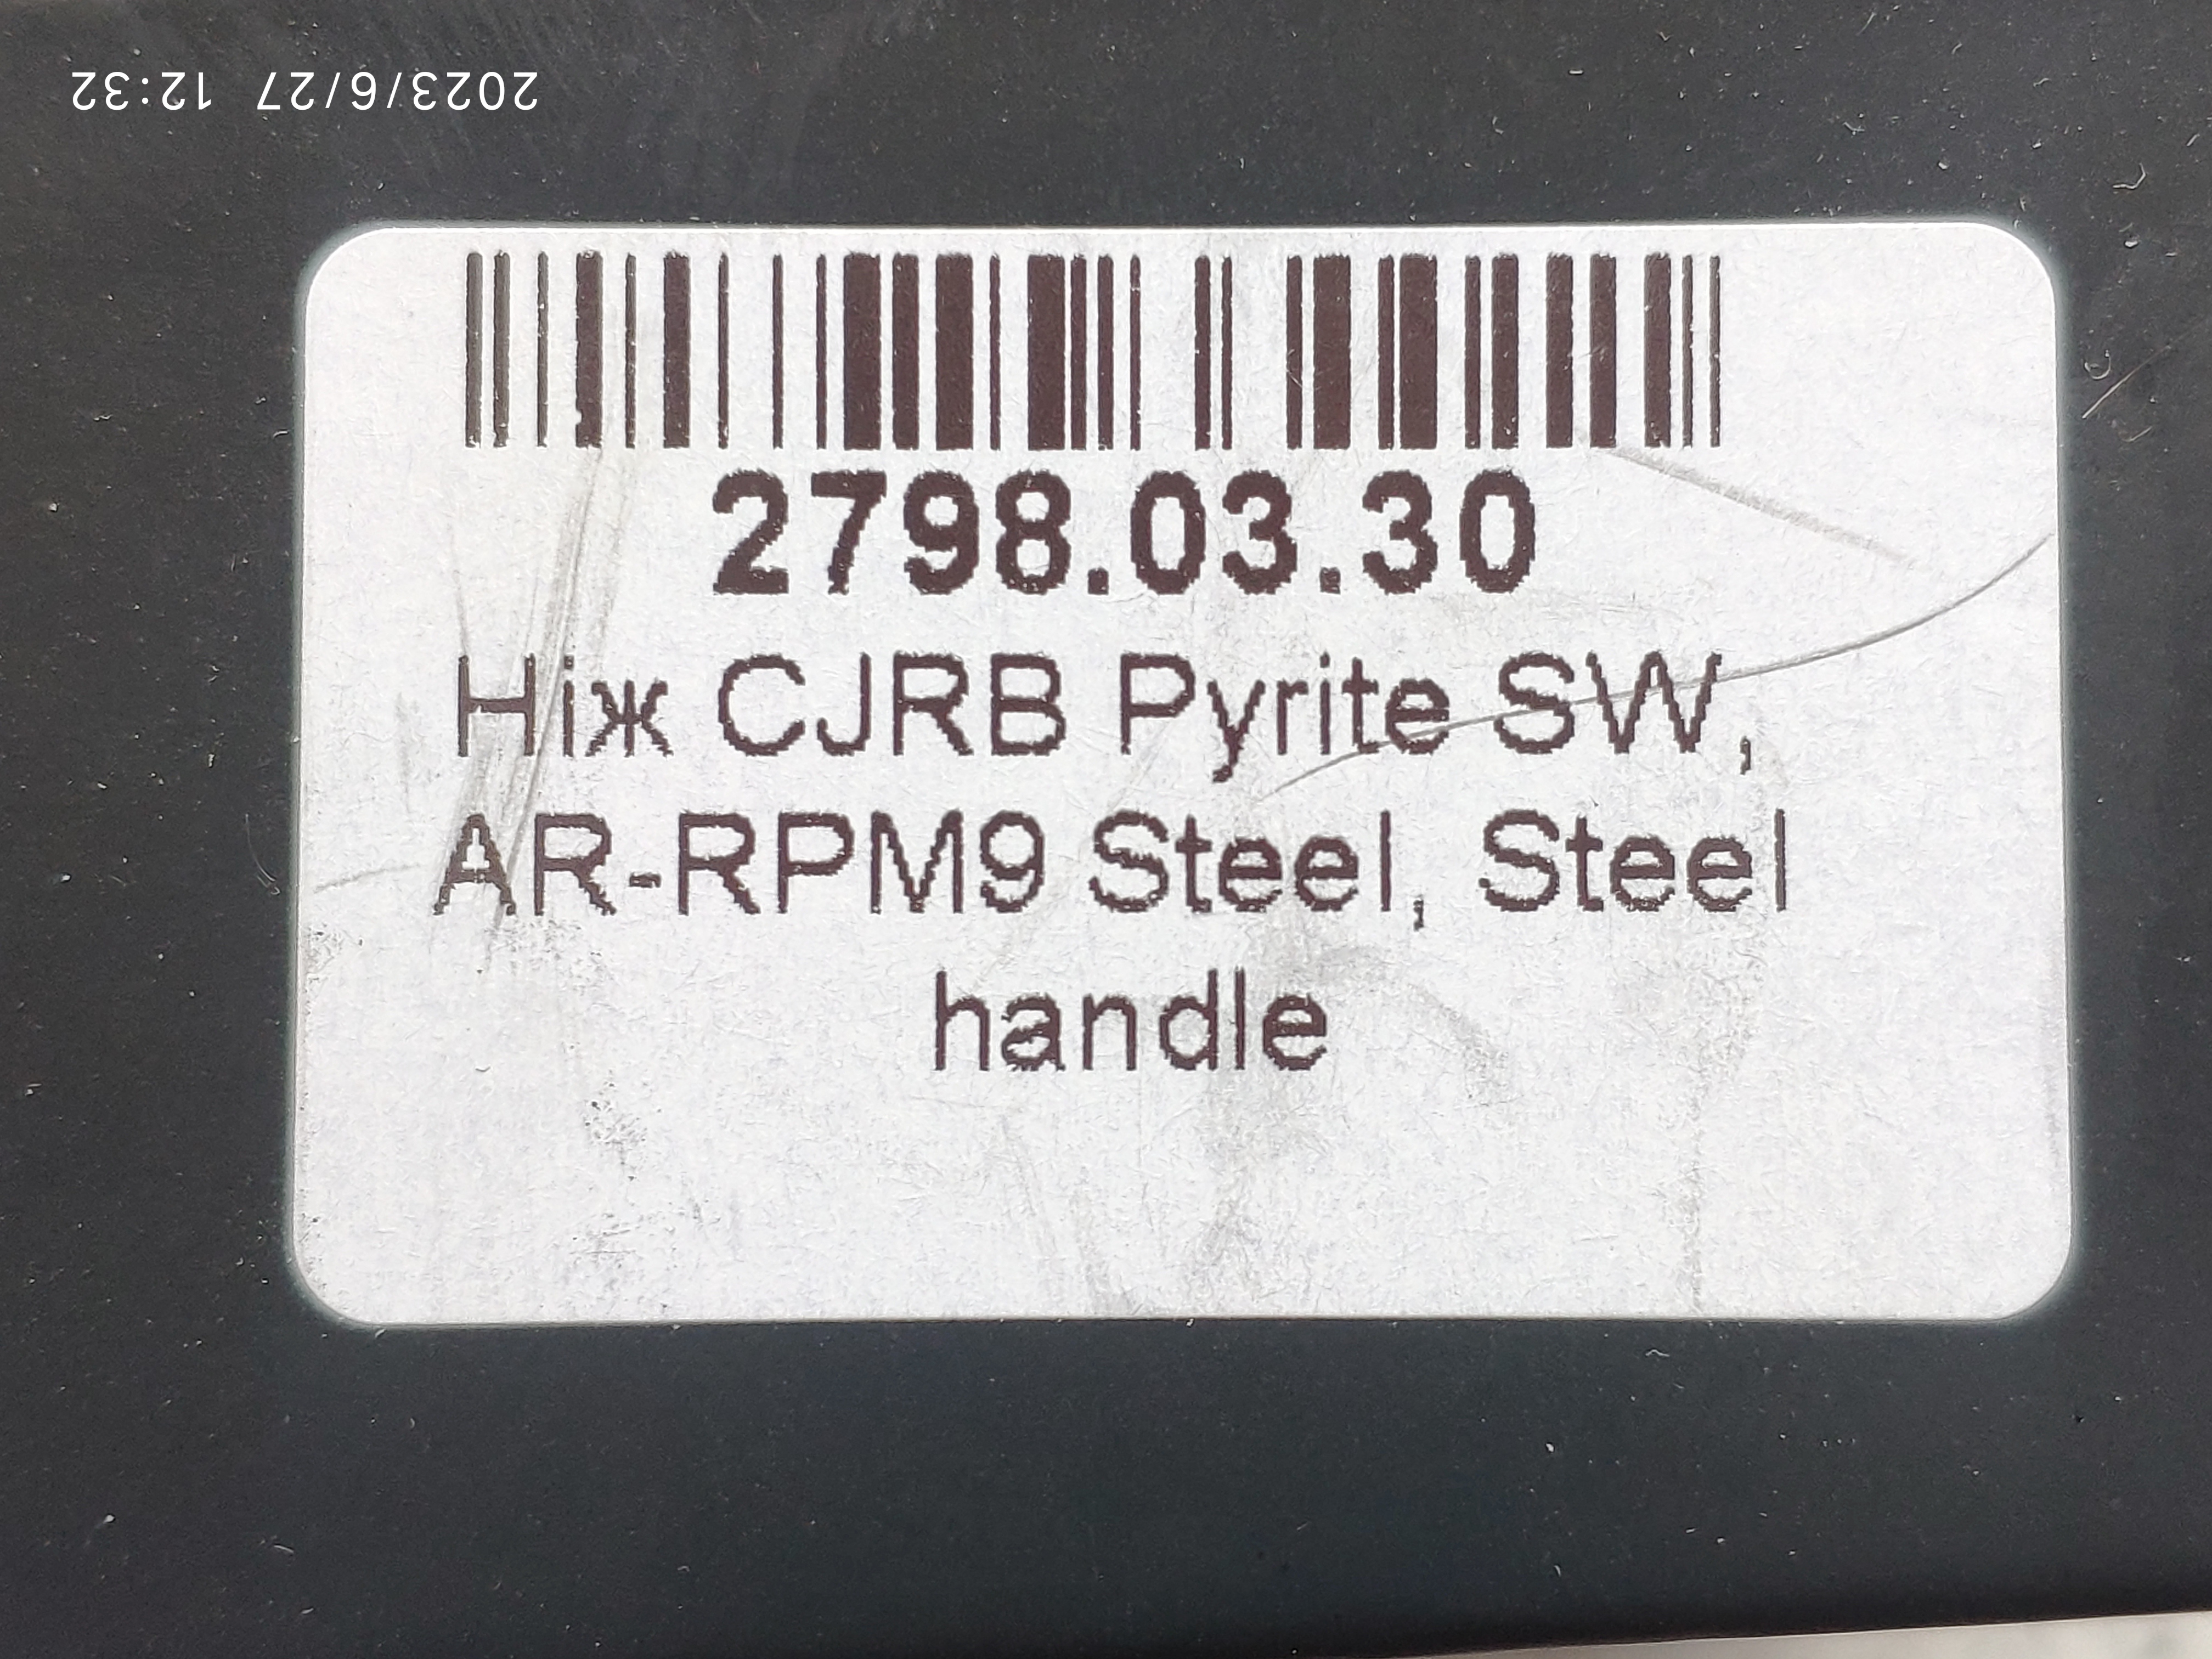 2023/6/27 12:32
2798.03.30
Ніж CJRB Pyrite SW,
AR-RPM9 Steel, Steel
handle